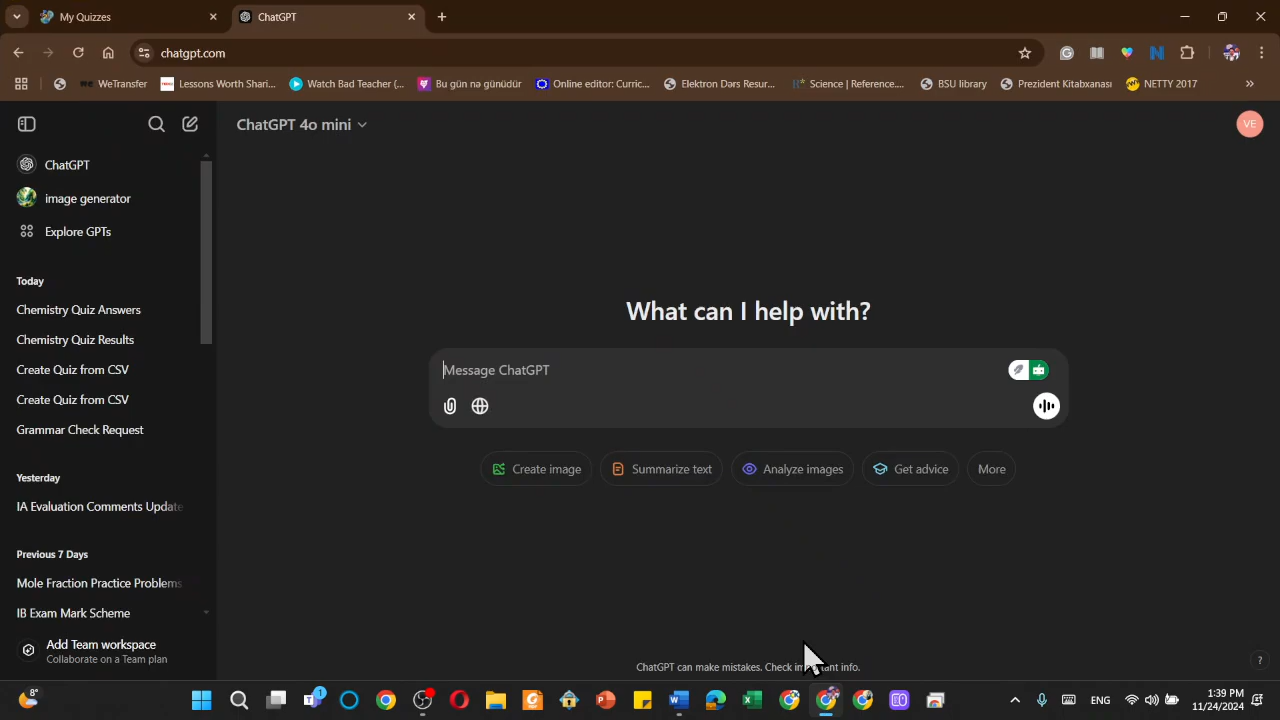 My Quizzes
ChatGPT
chatgpt.com
WeTransfer
Lessons Worth Shari...
Watch Bad Teacher (...
Bu gün nə günüdür
Online editor: Curric...
Elektron Dərs Resur...
Science | Reference....
BSU library
Prezident Kitabxanası
NETTY 2017
ChatGPT 4o mini
VE
ChatGPT
image generator
Explore GPTs
Today
Chemistry Quiz Answers
Chemistry Quiz Results
Create Quiz from CSV
Create Quiz from CSV
Grammar Check Request
Yesterday
IA Evaluation Comments Update
Previous 7 Days
Mole Fraction Practice Problems
IB Exam Mark Scheme
Add Team workspace
Collaborate on a Team plan
What can I help with?
Message ChatGPT
Create image
Summarize text
Analyze images
Get advice
More
ChatGPT can make mistakes. Check info.
?
8°
1
ENG
1:39 PM
11/24/2024